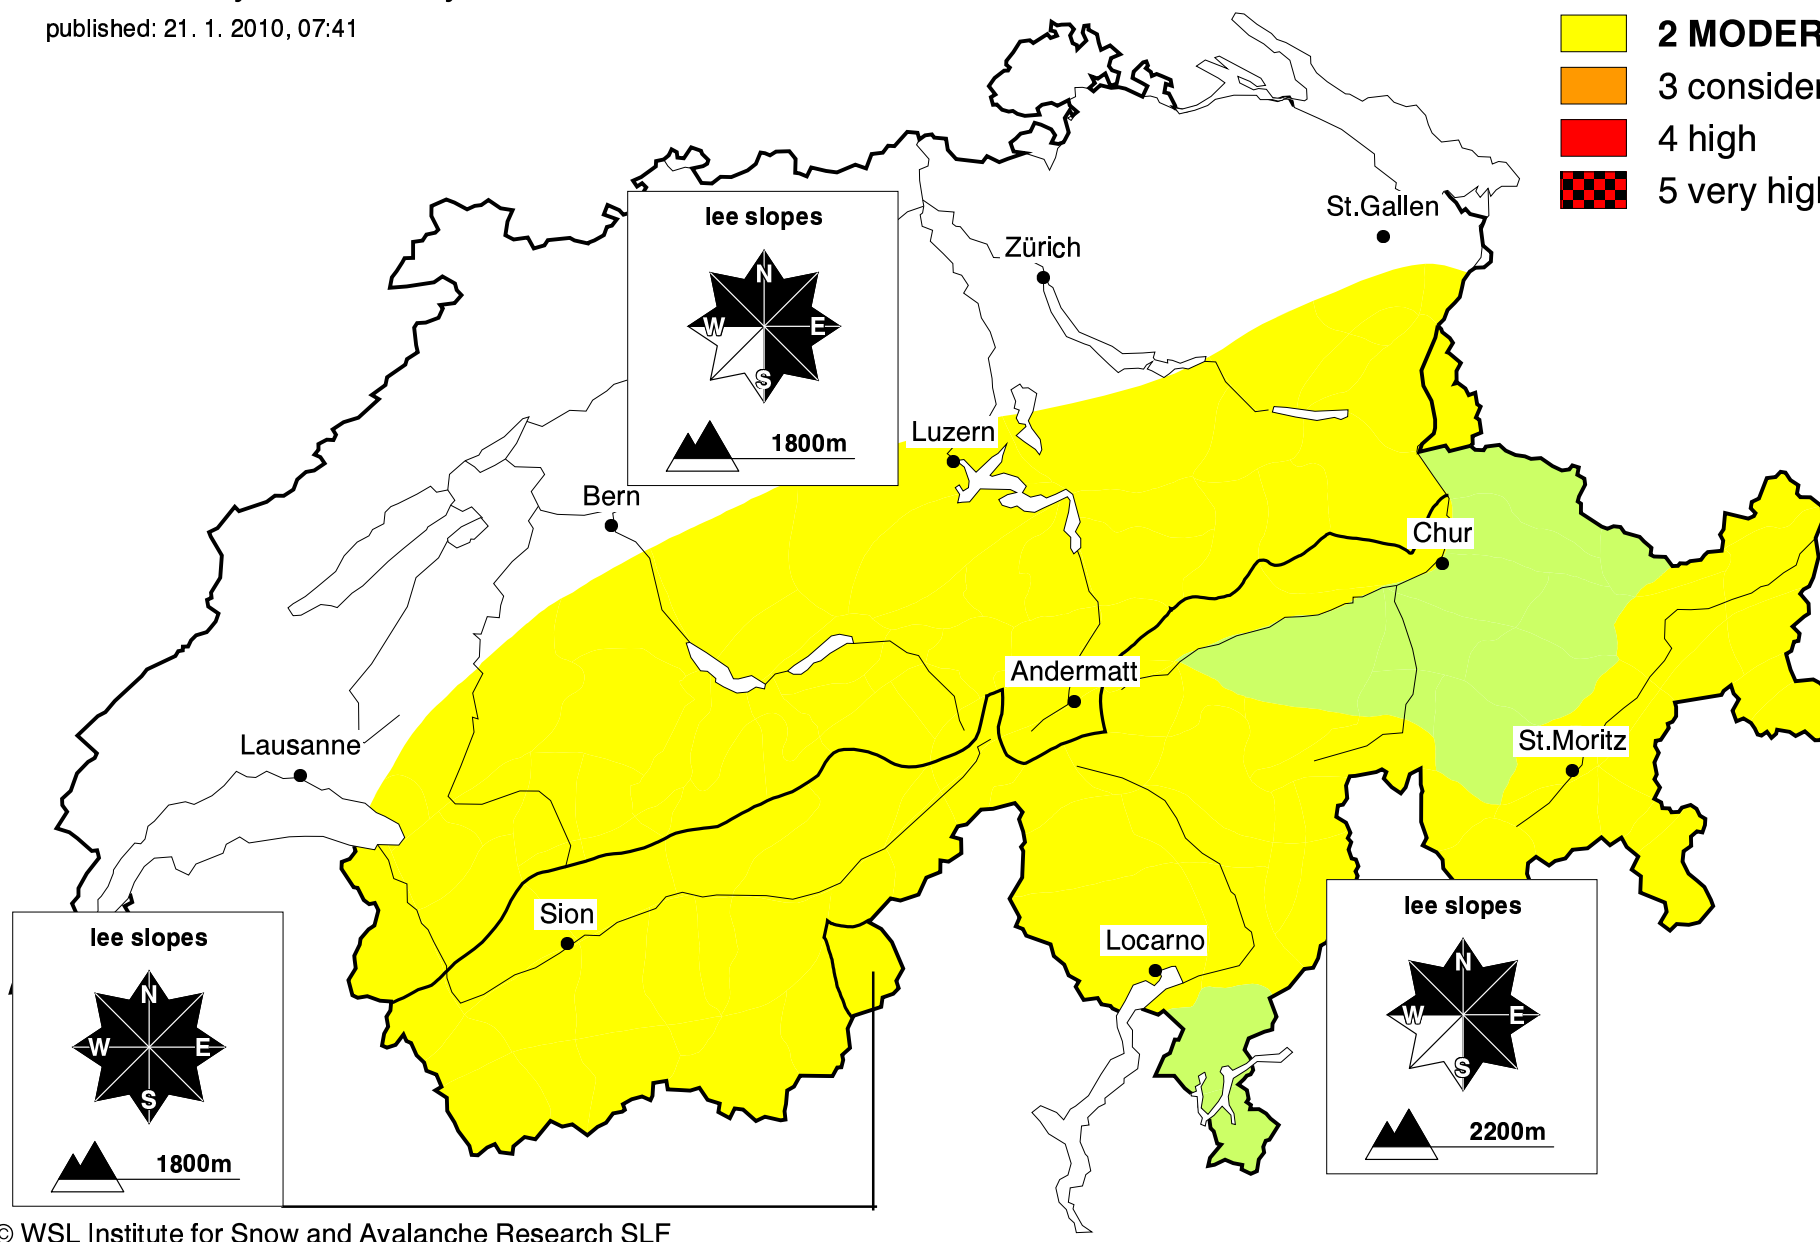 published: 21. 1. 2010, 07:41
2 MODER
3 consider
4 high
5 very high
St.Gallen
Zürich
lee slopes
N
W E
S
1800m
Luzern
Bern
Chur
Andermatt
Lausanne
St.Moritz
Sion
Locarno
lee slopes
N
W E
S
1800m
lee slopes
N
W E
S
2200m
© WSL Institute for Snow and Avalanche Research SLF